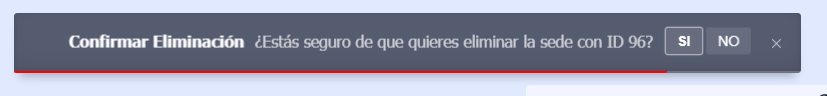 Confirmar Eliminación ¿Estás seguro de que quieres eliminar la sede con ID 96? SI NO